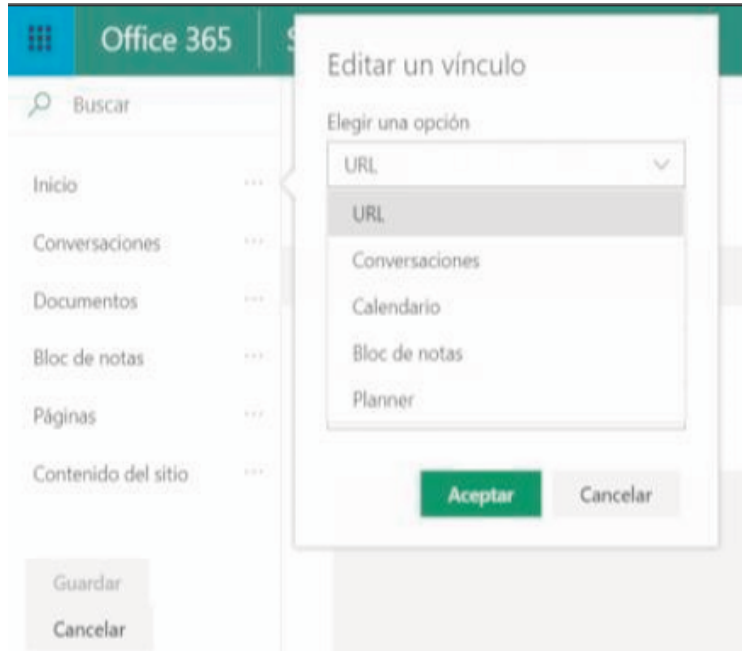 Office 365
Buscar
Inicio
Conversaciones
Documentos
Bloc de notas
Páginas
Contenido del sitio
Guardar
Cancelar
Editar un vínculo
Elegir una opción
URL
URL
Conversaciones
Calendario
Bloc de notas
Planner
Aceptar
Cancelar